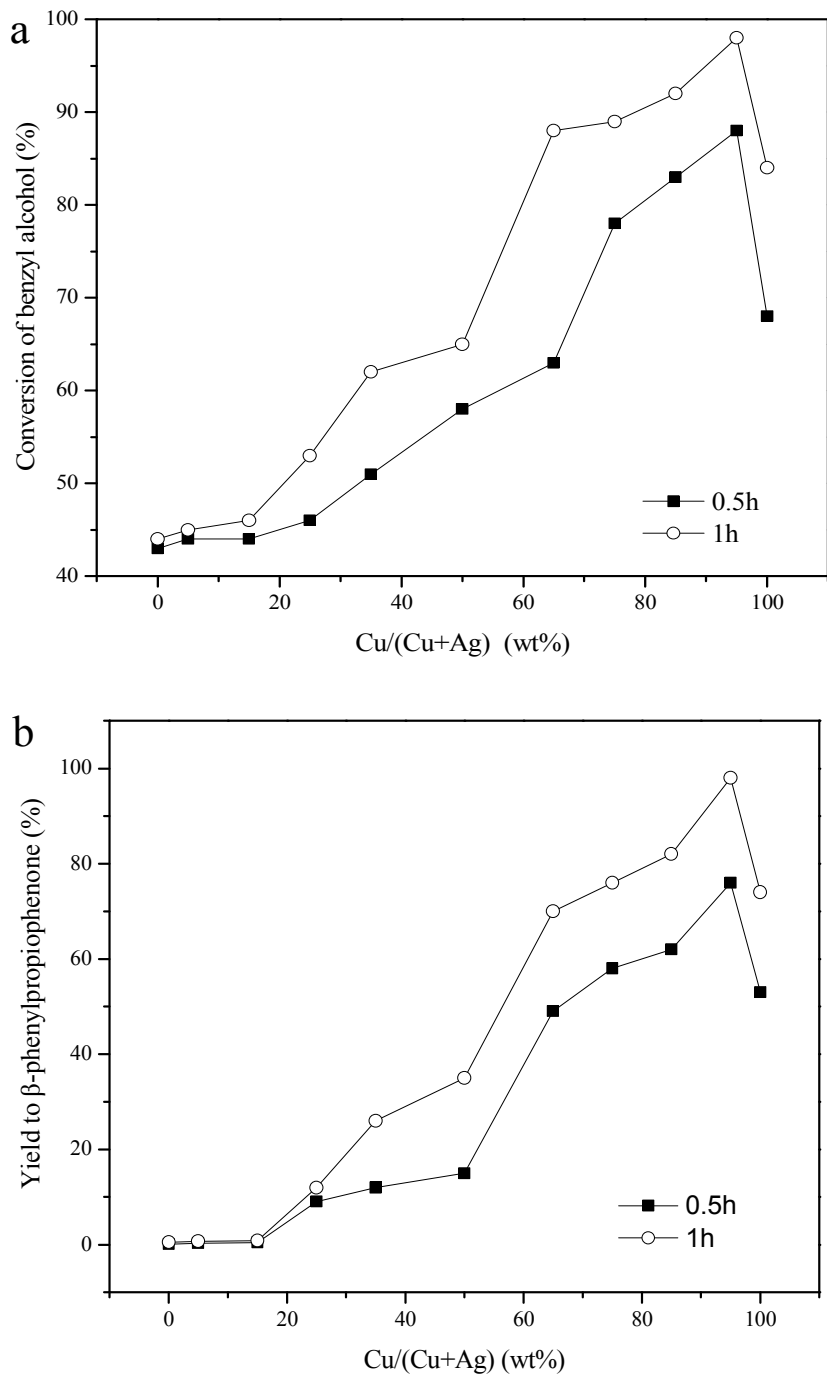 a
100
90
80
70
60
50
40
Conversion of benzyl alcohol (%)
0.5h
1h
0 20 40 60 80 100
Cu/(Cu+Ag) (wt%)
b
100
80
60
40
20
0
Yield to β-phenylpropiophenone (%)
0.5h
1h
0 20 40 60 80 100
Cu/(Cu+Ag) (wt%)